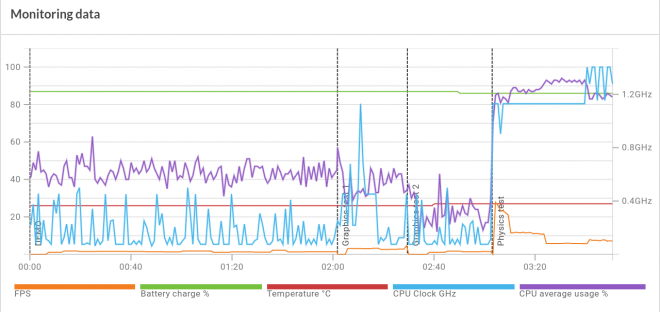 Monitoring data
100
80
60
40
20
1.2GHz
0.8GHz
0.4GHz
Graphics test 1
Graphics test 2
Physics test
00:00
00:40
01:20
02:00
02:40
03:20
FPS
Battery charge %
Temperature °C
CPU Clock GHz
CPU average usage %